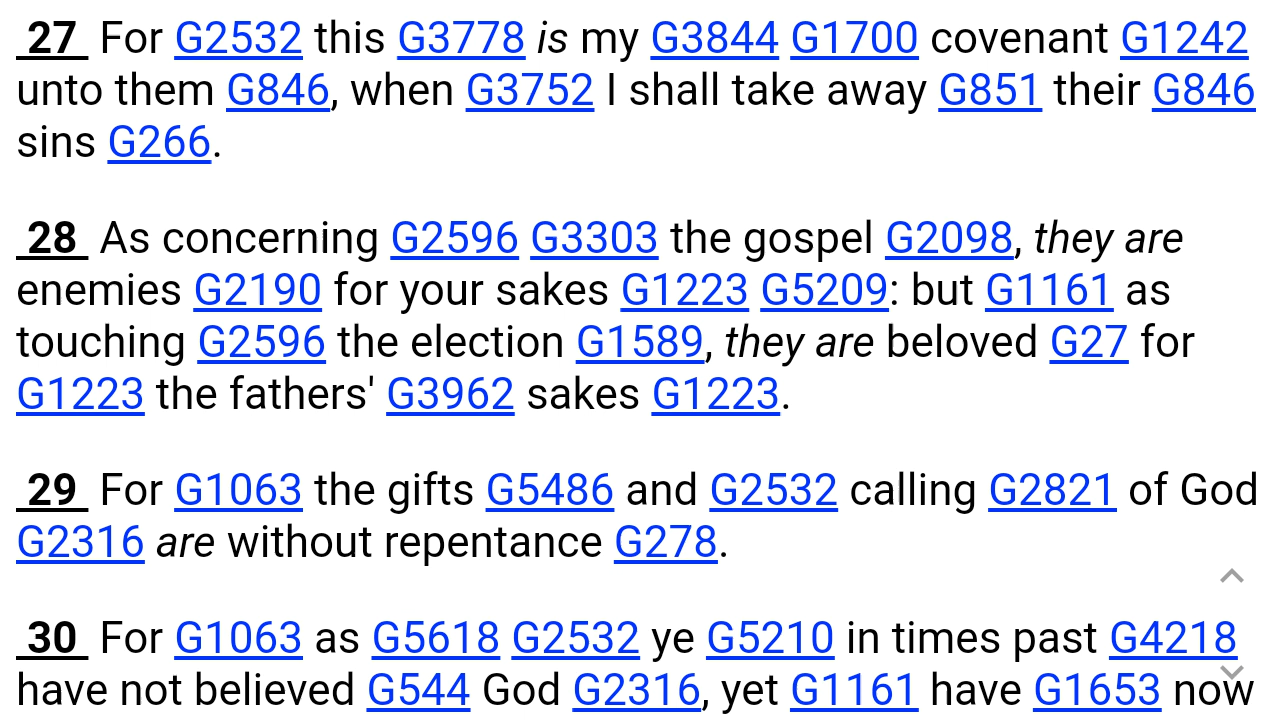 27 For G2532 this G3778 is my G3844 G1700 covenant G1242
unto them G846, when G3752 I shall take away G851 their G846
sins G266.
28 As concerning G2596 G3303 the gospel G2098, they are
enemies G2190 for your sakes G1223 G5209: but G1161 as
touching G2596 the election G1589, they are beloved G27 for
G1223 the fathers' G3962 sakes G1223.
29 For G1063 the gifts G5486 and G2532 calling G2821 of God
G2316 are without repentance G278.
30 For G1063 as G5618 G2532 ye G5210 in times past G4218
have not believed G544 God G2316, yet G1161 have G1653 now